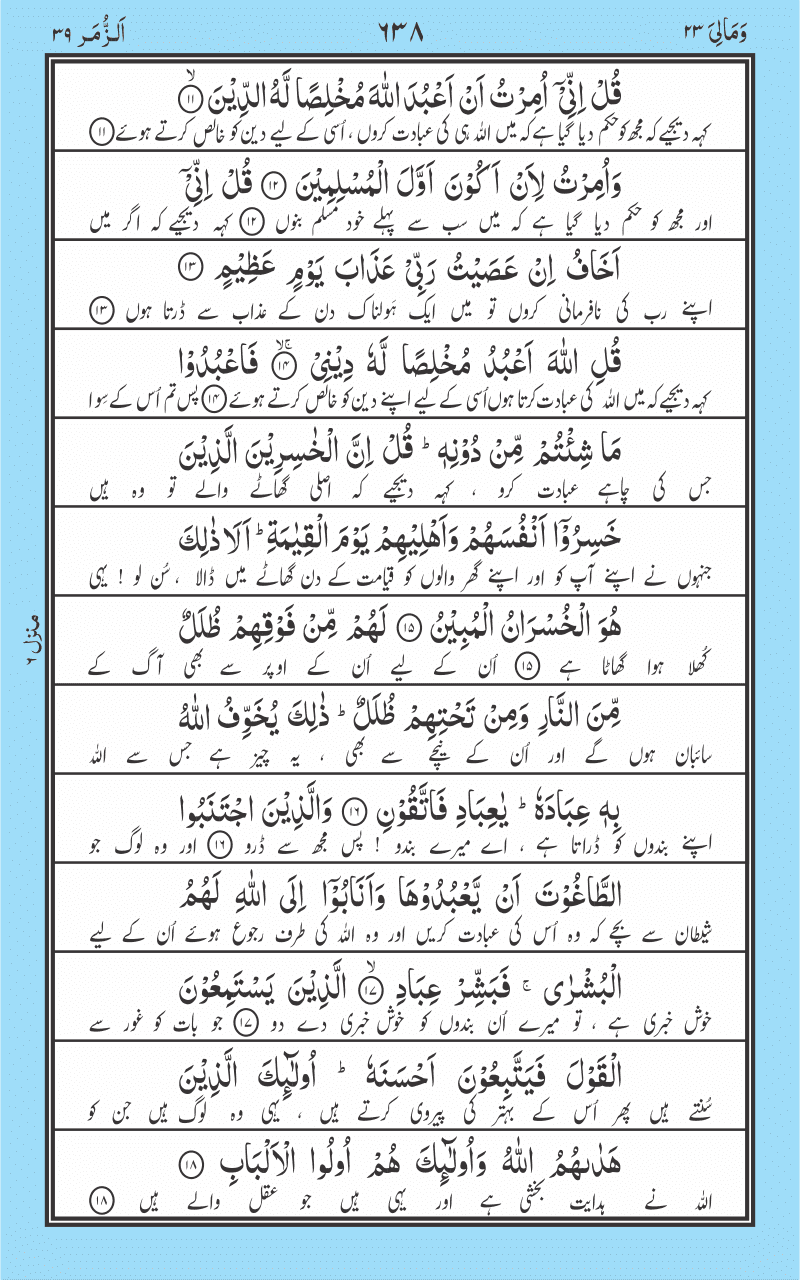 وَمَالِیَ ۲۳
۶۳۸
اَلزُّمَر ۳۹
قُلْ اِنِّیْۤ اُمِرْتُ اَنْ اَعْبُدَ اللّٰهَ مُخْلِصًا لَّهُ الدِّیْنَ ۙ﴿۱۱﴾
کہہ دیجیے کہ مجھ کو حکم دیا گیا ہے کہ میں اللہ ہی کی عبادت کروں ، اُسی کے لیے دین کو خالص کرتے ہوئے ﴿۱۱﴾
وَاُمِرْتُ لِاَنْ اَكُوْنَ اَوَّلَ الْمُسْلِمِیْنَ ﴿۱۲﴾ قُلْ اِنِّیْۤ
اور مجھ کو حکم دیا گیا ہے کہ میں سب سے پہلے خود مسلم بنوں ﴿۱۲﴾ کہہ دیجیے کہ اگر میں
اَخَافُ اِنْ عَصَیْتُ رَبِّیْ عَذَابَ یَوْمٍ عَظِیْمٍ ﴿۱۳﴾
اپنے رب کی نافرمانی کروں تو میں ایک ہَولناک دن کے عذاب سے ڈرتا ہوں ﴿۱۳﴾
قُلِ اللّٰهَ اَعْبُدُ مُخْلِصًا لَّهٗ دِیْنِیْ ۙۚ﴿۱۴﴾ فَاعْبُدُوْا
کہہ دیجیے کہ میں اللہ کی عبادت کرتا ہوں اُسی کے لیے اپنے دین کو خالص کرتے ہوئے ﴿۱۴﴾ پس تم اُس کے سِوا
مَا شِئْتُمْ مِّنْ دُوْنِهٖ ؕ قُلْ اِنَّ الْخٰسِرِیْنَ الَّذِیْنَ
جس کی چاہے عبادت کرو ، کہہ دیجیے کہ اصلی گھاٹے والے تو وہ ہیں
خَسِرُوْۤا اَنْفُسَهُمْ وَاَهْلِیْهِمْ یَوْمَ الْقِیٰمَةِ ؕ اَلَا ذٰلِكَ
جنہوں نے اپنے آپ کو اور اپنے گھر والوں کو قیامت کے دن گھاٹے میں ڈالا ، سُن لو ! یہی
هُوَ الْخُسْرَانُ الْمُبِیْنُ ﴿۱۵﴾ لَهُمْ مِّنْ فَوْقِهِمْ ظُلَلٌ
کُھلا ہوا گھاٹا ہے ﴿۱۵﴾ اُن کے لیے اُن کے اوپر سے بھی آگ کے
منزل ۶
مِّنَ النَّارِ وَمِنْ تَحْتِهِمْ ظُلَلٌ ؕ ذٰلِكَ یُخَوِّفُ اللّٰهُ
سائبان ہوں گے اور اُن کے نیچے سے بھی ، یہ چیز ہے جس سے اللہ
بِهٖ عِبَادَهٗ ؕ یٰعِبَادِ فَاتَّقُوْنِ ﴿۱۶﴾ وَالَّذِیْنَ اجْتَنَبُوا
اپنے بندوں کو ڈراتا ہے ، اے میرے بندو ! پس مجھ سے ڈرو ﴿۱۶﴾ اور وہ لوگ جو
الطَّاغُوْتَ اَنْ یَّعْبُدُوْهَا وَاَنَابُوْۤا اِلَی اللّٰهِ لَهُمُ
شیطان سے بچے کہ وہ اُس کی عبادت کریں اور وہ اللہ کی طرف رجوع ہوئے اُن کے لیے
الْبُشْرٰی ۚ فَبَشِّرْ عِبَادِ ۙ﴿۱۷﴾ الَّذِیْنَ یَسْتَمِعُوْنَ
خوش خبری ہے ، تو میرے اُن بندوں کو خوش خبری دے دو ﴿۱۷﴾ جو بات کو غور سے
الْقَوْلَ فَیَتَّبِعُوْنَ اَحْسَنَهٗ ؕ اُولٰٓئِكَ الَّذِیْنَ
سُنتے ہیں پھر اُس کے بہتر کی پیروی کرتے ہیں ، یہی وہ لوگ ہیں جن کو
هَدٰىهُمُ اللّٰهُ وَاُولٰٓئِكَ هُمْ اُولُوا الْاَلْبَابِ ﴿۱۸﴾
اللہ نے ہدایت بخشی ہے اور یہی ہیں جو عقل والے ہیں ﴿۱۸﴾